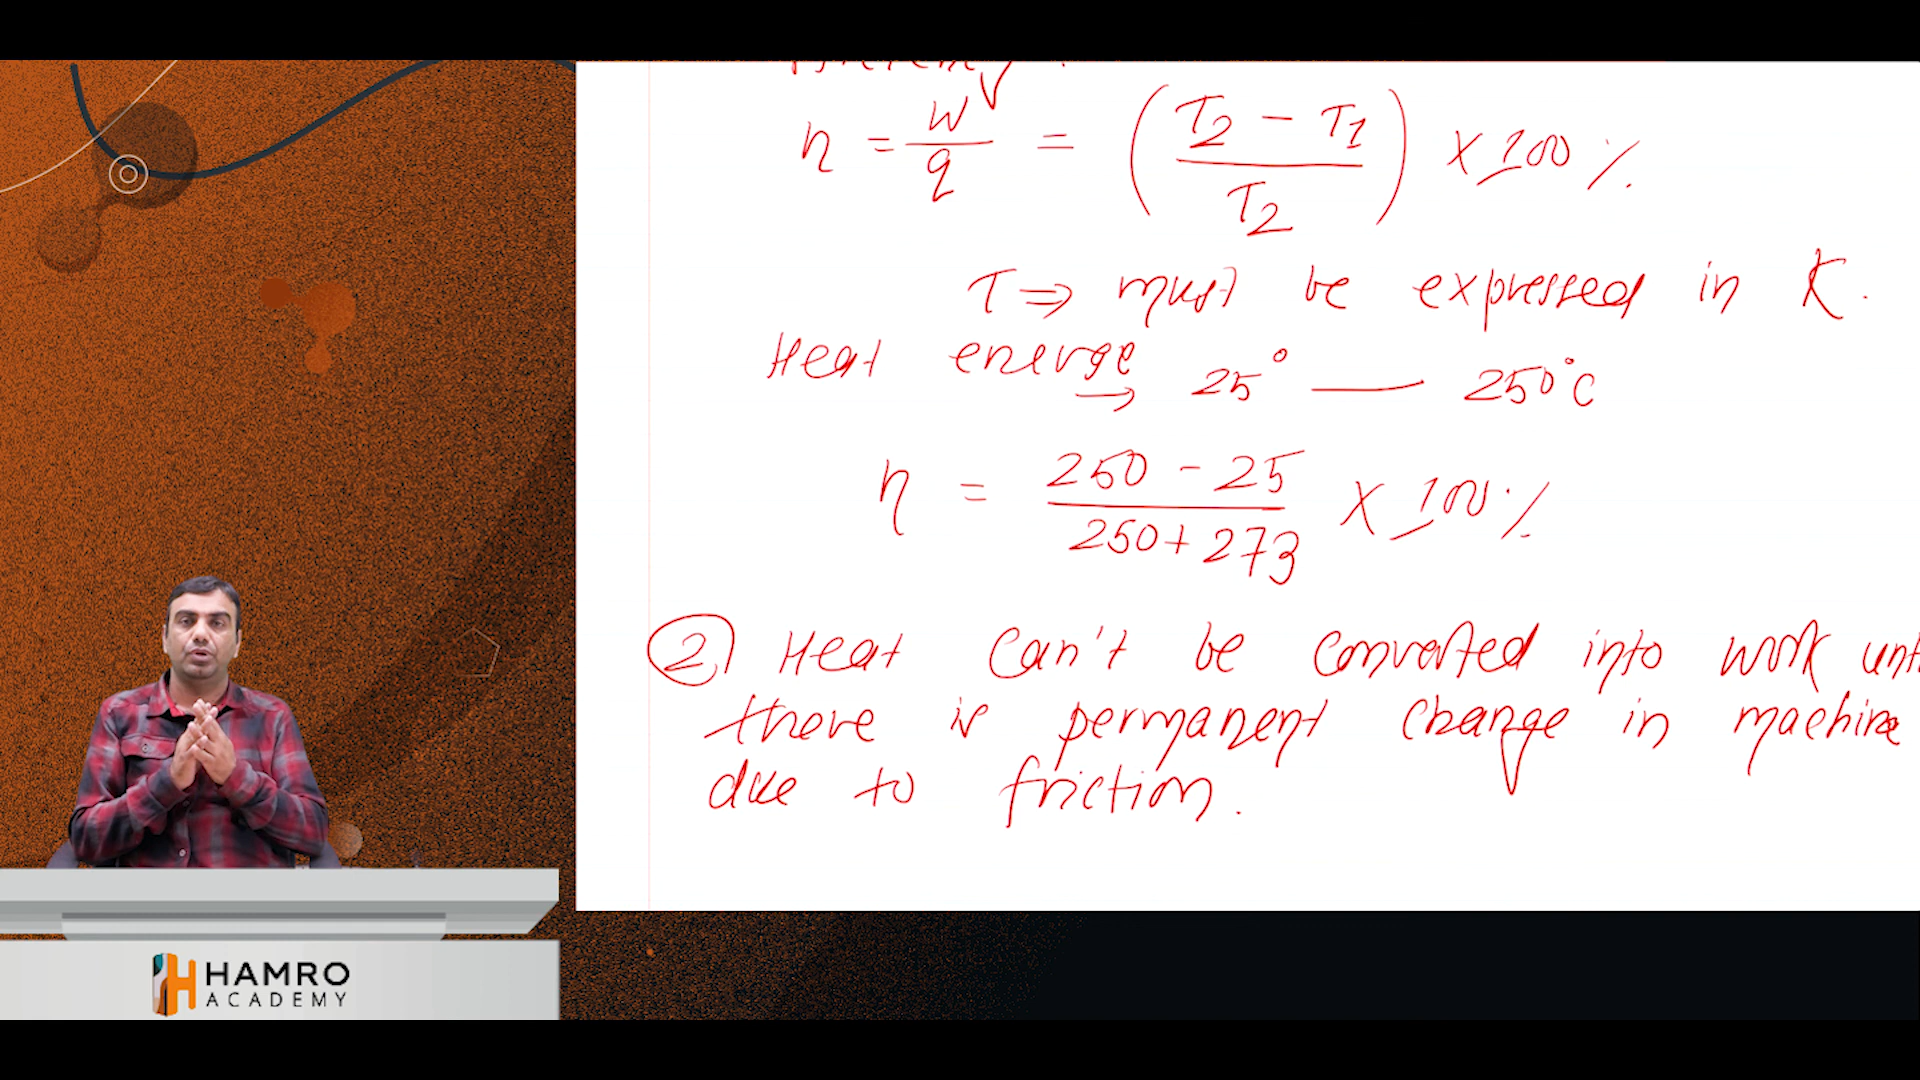 η = W/q = (T2 - T1 / T2) × 100 %
T ⇒ must be expressed in K.
Heat energe
→ 25° — 250°C
η = 250 - 25 / 250 + 273 × 100 %
2) Heat can't be converted into work
there is permanent change in machine
due to friction.
HAMRO
ACADEMY